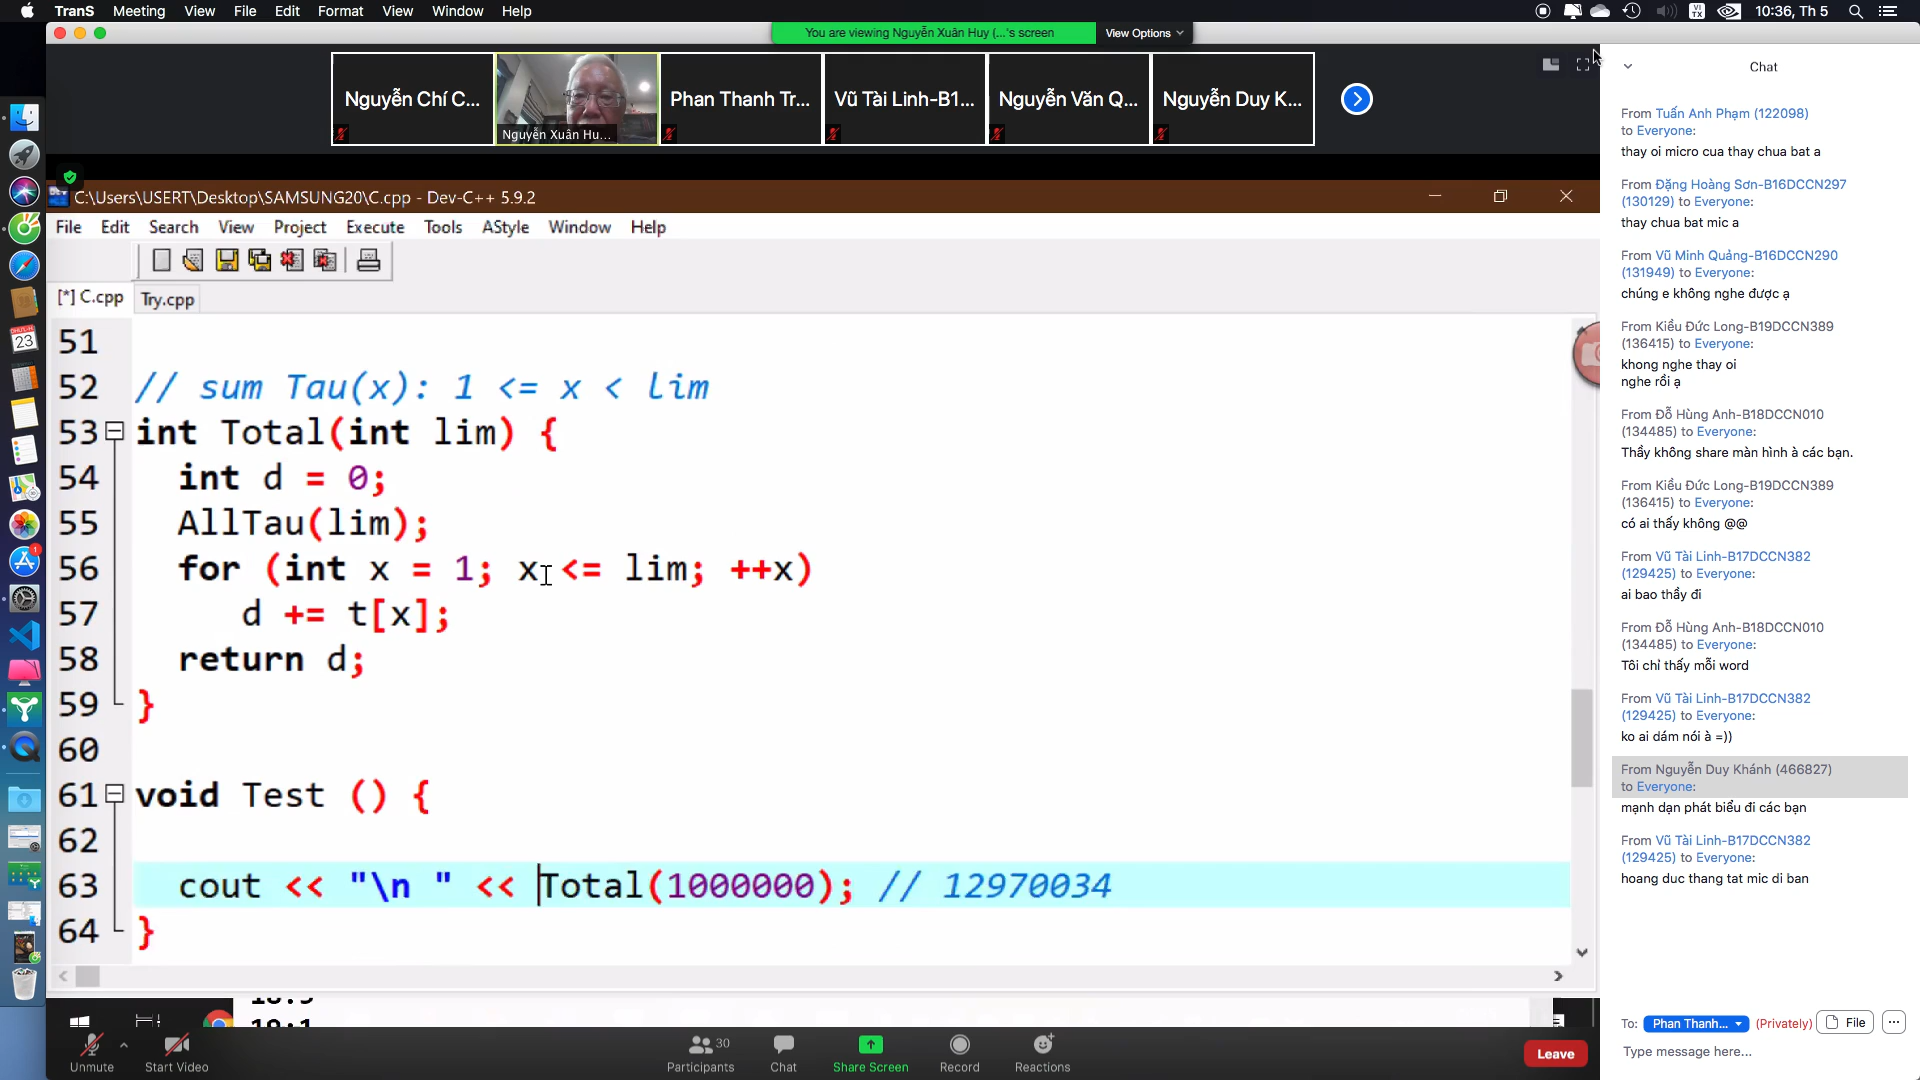 TranS Meeting View File Edit Format View Window Help
10:36, Th 5
You are viewing Nguyễn Xuân Huy (...'s screen
View Options
Nguyễn Chí C...
Nguyễn Xuân Hu...
Phan Thanh Tr...
Vũ Tài Linh-B1...
Nguyễn Văn Q...
Nguyễn Duy K...
C:\Users\USERT\Desktop\SAMSUNG20\C.cpp - Dev-C++ 5.9.2
File Edit Search View Project Execute Tools AStyle Window Help
[*] C.cpp Try.cpp
51
52 // sum Tau(x): 1 <= x < lim
53 int Total(int lim) {
54 int d = 0;
55 AllTau(lim);
56 for (int x = 1; x <= lim; ++x)
57 d += t[x];
58 return d;
59 }
60
61 void Test () {
62
63 cout << "\n " << Total(1000000); // 12970034
64 }
Unmute
Start Video
Participants
30
Chat
Share Screen
Record
Reactions
Leave
Chat
From Tuấn Anh Phạm (122098)
to Everyone:
thay oi micro cua thay chua bat a
From Đặng Hoàng Sơn-B16DCCN297
(130129) to Everyone:
thay chua bat mic a
From Vũ Minh Quảng-B16DCCN290
(131949) to Everyone:
chúng e không nghe được ạ
From Kiều Đức Long-B19DCCN389
(136415) to Everyone:
khong nghe thay oi
nghe rồi ạ
From Đỗ Hùng Anh-B18DCCN010
(134485) to Everyone:
Thầy không share màn hình à các bạn.
From Kiều Đức Long-B19DCCN389
(136415) to Everyone:
có ai thấy không @@
From Vũ Tài Linh-B17DCCN382
(129425) to Everyone:
ai bao thầy đi
From Đỗ Hùng Anh-B18DCCN010
(134485) to Everyone:
Tôi chỉ thấy mỗi word
From Vũ Tài Linh-B17DCCN382
(129425) to Everyone:
ko ai dám nói à =))
From Nguyễn Duy Khánh (466827)
to Everyone:
mạnh dạn phát biểu đi các bạn
From Vũ Tài Linh-B17DCCN382
(129425) to Everyone:
hoang duc thang tat mic di ban
To: Phan Thanh... (Privately) File
Type message here...